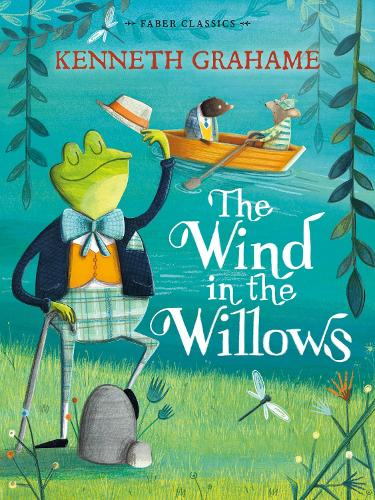 FABER CLASSICS
KENNETH GRAHAME
The
Wind
in the
Willows